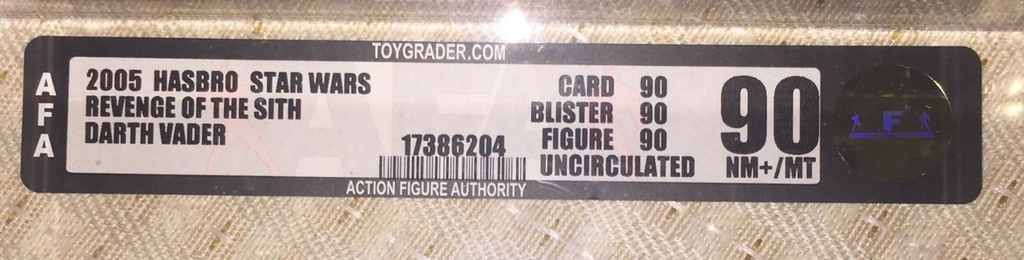 TOYGRADER.COM
AFA
2005 HASBRO STAR WARS
REVENGE OF THE SITH
DARTH VADER
17386204
CARD 90
BLISTER 90
FIGURE 90
UNCIRCULATED
90
NM+/MT
F
ACTION FIGURE AUTHORITY